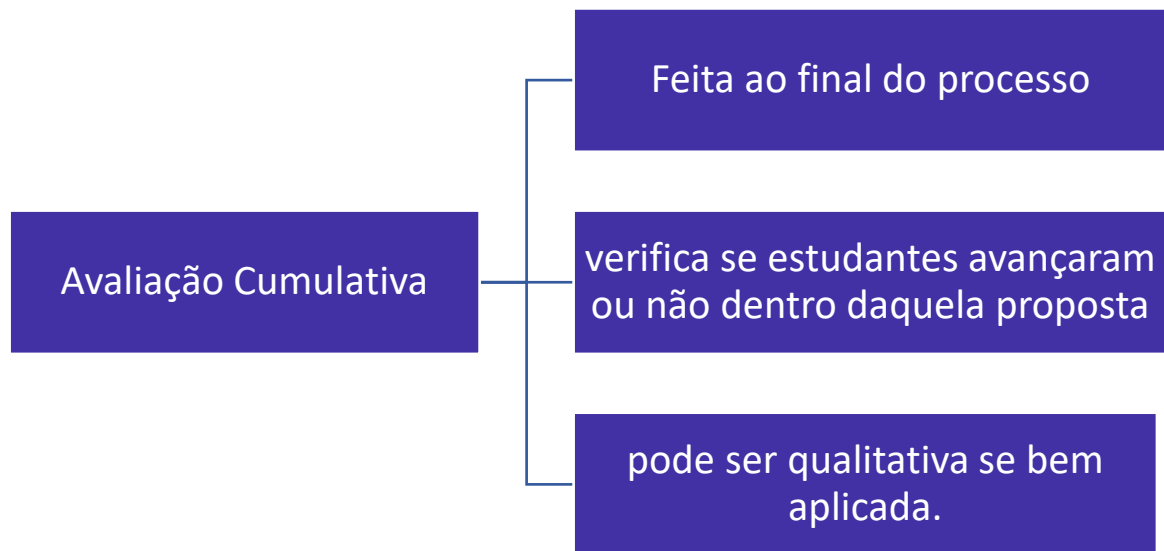 Feita ao final do processo
Avaliação Cumulativa
verifica se estudantes avançaram
ou não dentro daquela proposta
pode ser qualitativa se bem
aplicada.